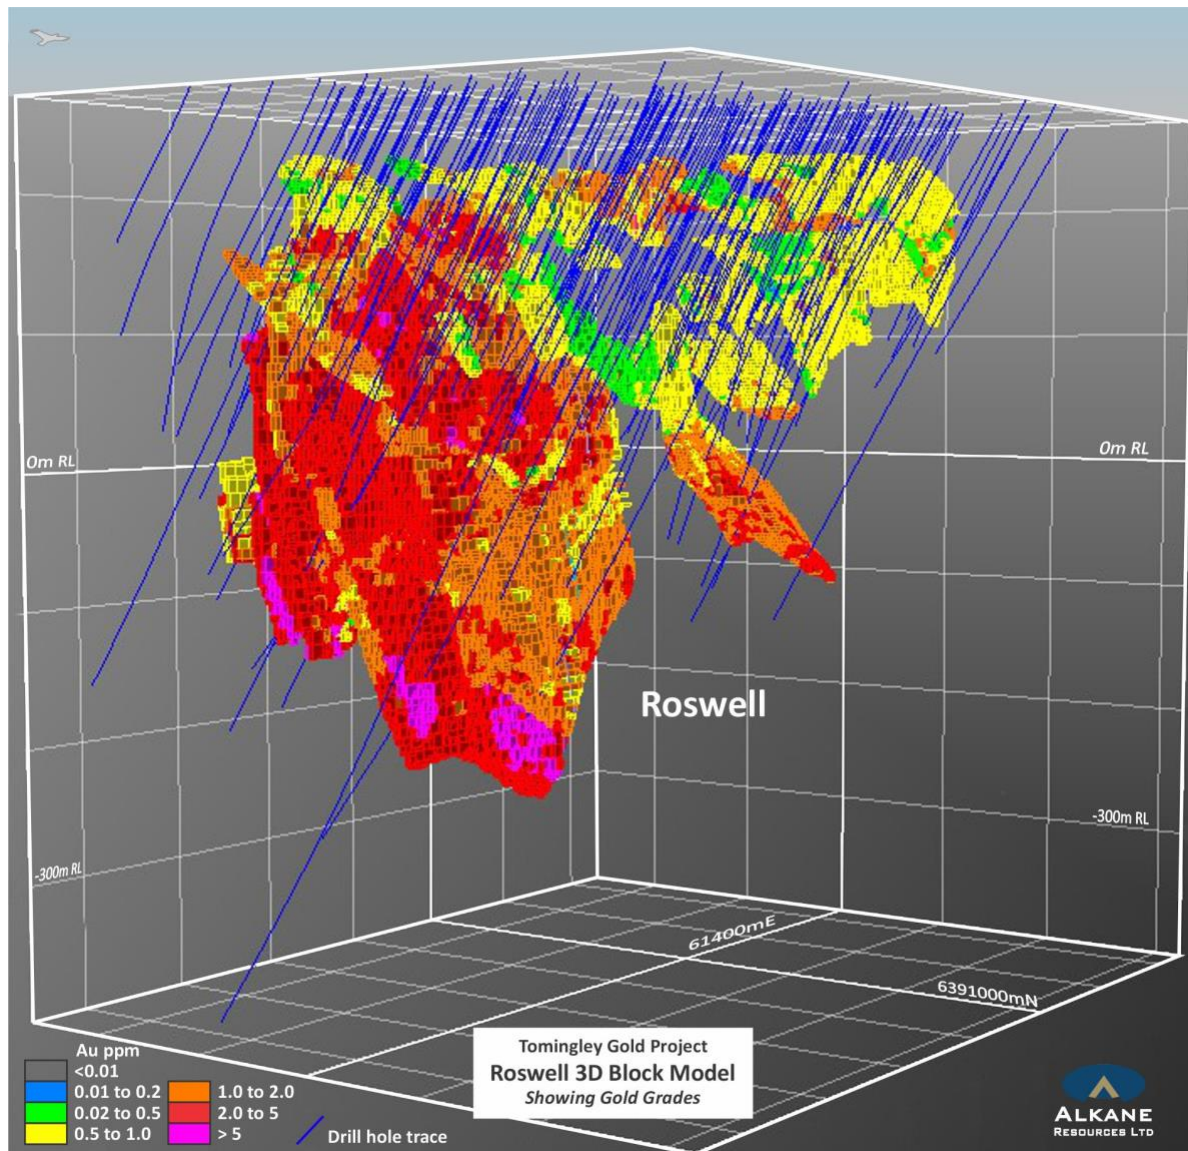 0m RL
0m RL
Roswell
-300m RL
-300m RL
61400mE
6391000mN
Tomingley Gold Project
Roswell 3D Block Model
Showing Gold Grades
Au ppm
<0.01
0.01 to 0.2
0.02 to 0.5
0.5 to 1.0
1.0 to 2.0
2.0 to 5
> 5
Drill hole trace
ALKANE
RESOURCES LTD